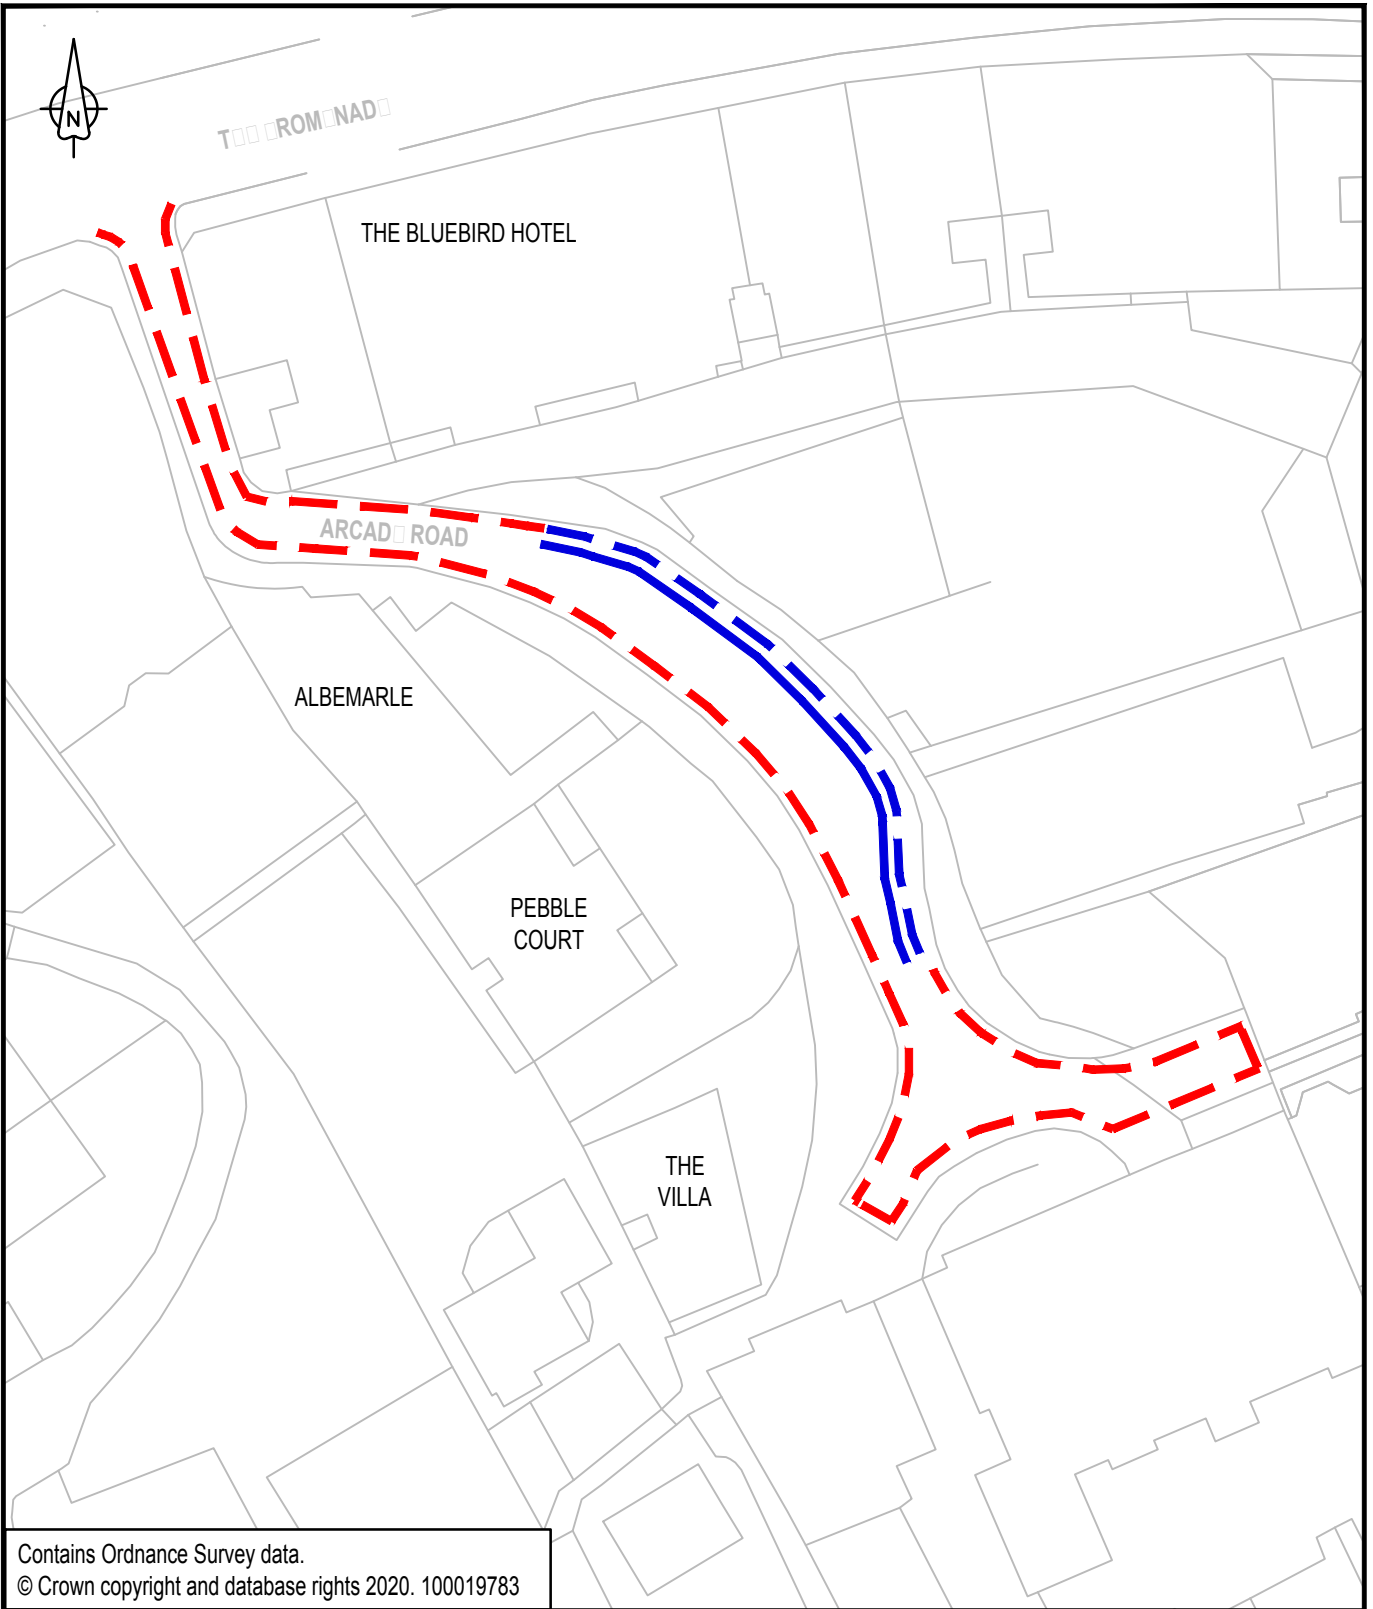 N
THE BLUEBIRD HOTEL
ROAD
ALBEMARLE
PEBBLE
COURT
THE
VILLA
Contains Ordnance Survey data.
© Crown copyright and database rights 2020. 100019783